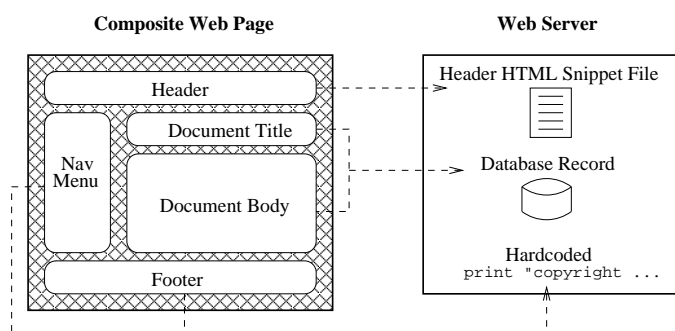 Composite Web Page
Web Server
Header
Header HTML Snippet File
Document Title
Nav
Menu
Database Record
Document Body
Hardcoded
print "copyright ...
Footer